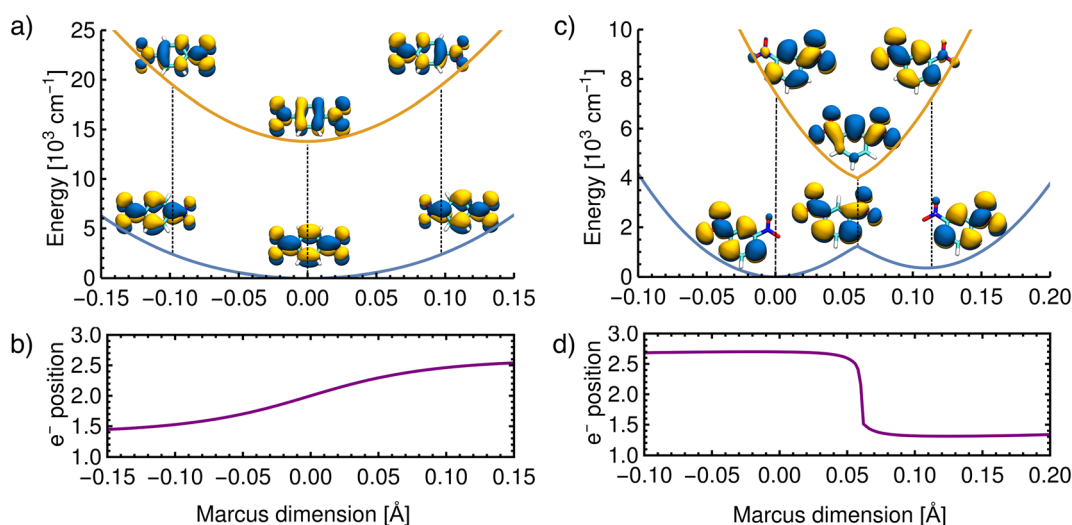 a)
Energy [10³ cm⁻¹]
25
20
15
10
5
0
−0.15 −0.10 −0.05 0.00 0.05 0.10 0.15
b)
e⁻ position
3.0
2.5
2.0
1.5
1.0
−0.15 −0.10 −0.05 0.00 0.05 0.10 0.15
Marcus dimension [Å]
c)
Energy [10³ cm⁻¹]
10
8
6
4
2
0
−0.10 −0.05 0.00 0.05 0.10 0.15 0.20
d)
e⁻ position
3.0
2.5
2.0
1.5
1.0
−0.10 −0.05 0.00 0.05 0.10 0.15 0.20
Marcus dimension [Å]